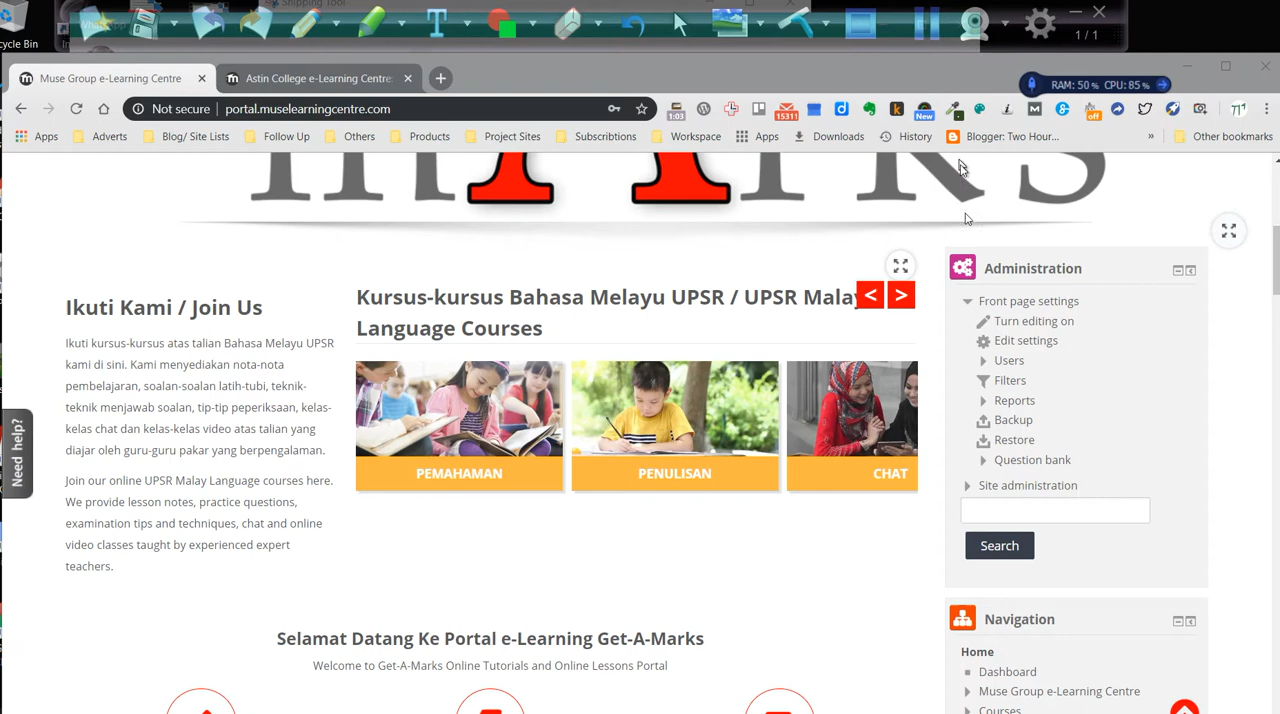 Snipping Tool
1 / 1
cycle Bin
Muse Group e-Learning Centre
Astin College e-Learning Centre
RAM: 50 % CPU: 85 %
Not secure | portal.muselearningcentre.com
1:03
15311
New
off
Apps
Adverts
Blog/ Site Lists
Follow Up
Others
Products
Project Sites
Subscribtions
Workspace
Apps
Downloads
History
Blogger: Two Hour...
»
Other bookmarks
Ikuti Kami / Join Us
Ikuti kursus-kursus atas talian Bahasa Melayu UPSR
kami di sini. Kami menyediakan nota-nota
pembelajaran, soalan-soalan latih-tubi, teknik-
teknik menjawab soalan, tip-tip peperiksaan, kelas-
kelas chat dan kelas-kelas video atas talian yang
diajar oleh guru-guru pakar yang berpengalaman.
Join our online UPSR Malay Language courses here.
We provide lesson notes, practice questions,
examination tips and techniques, chat and online
video classes taught by experienced expert
teachers.
Kursus-kursus Bahasa Melayu UPSR / UPSR Malay
Language Courses
< >
PEMAHAMAN
PENULISAN
CHAT
Selamat Datang Ke Portal e-Learning Get-A-Marks
Welcome to Get-A-Marks Online Tutorials and Online Lessons Portal
Administration
Front page settings
Turn editing on
Edit settings
Users
Filters
Reports
Backup
Restore
Question bank
Site administration
Search
Navigation
Home
Dashboard
Muse Group e-Learning Centre
Courses
Need help?